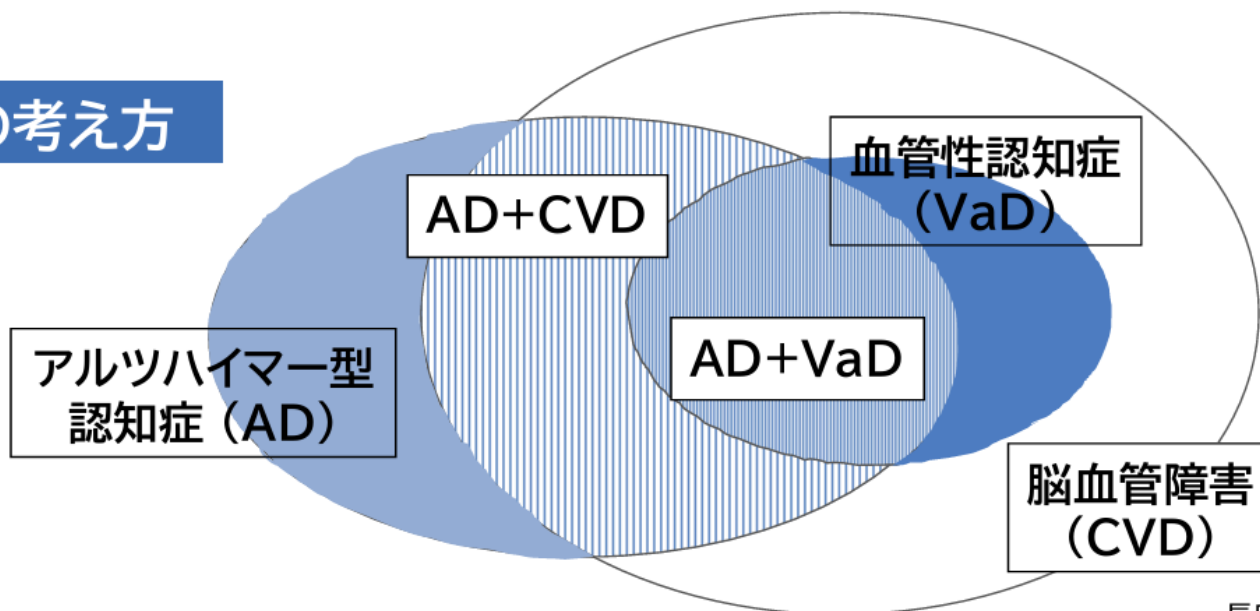 の考え方
血管性認知症
（VaD）
AD+CVD
アルツハイマー型
認知症（AD）
AD+VaD
脳血管障害
（CVD）